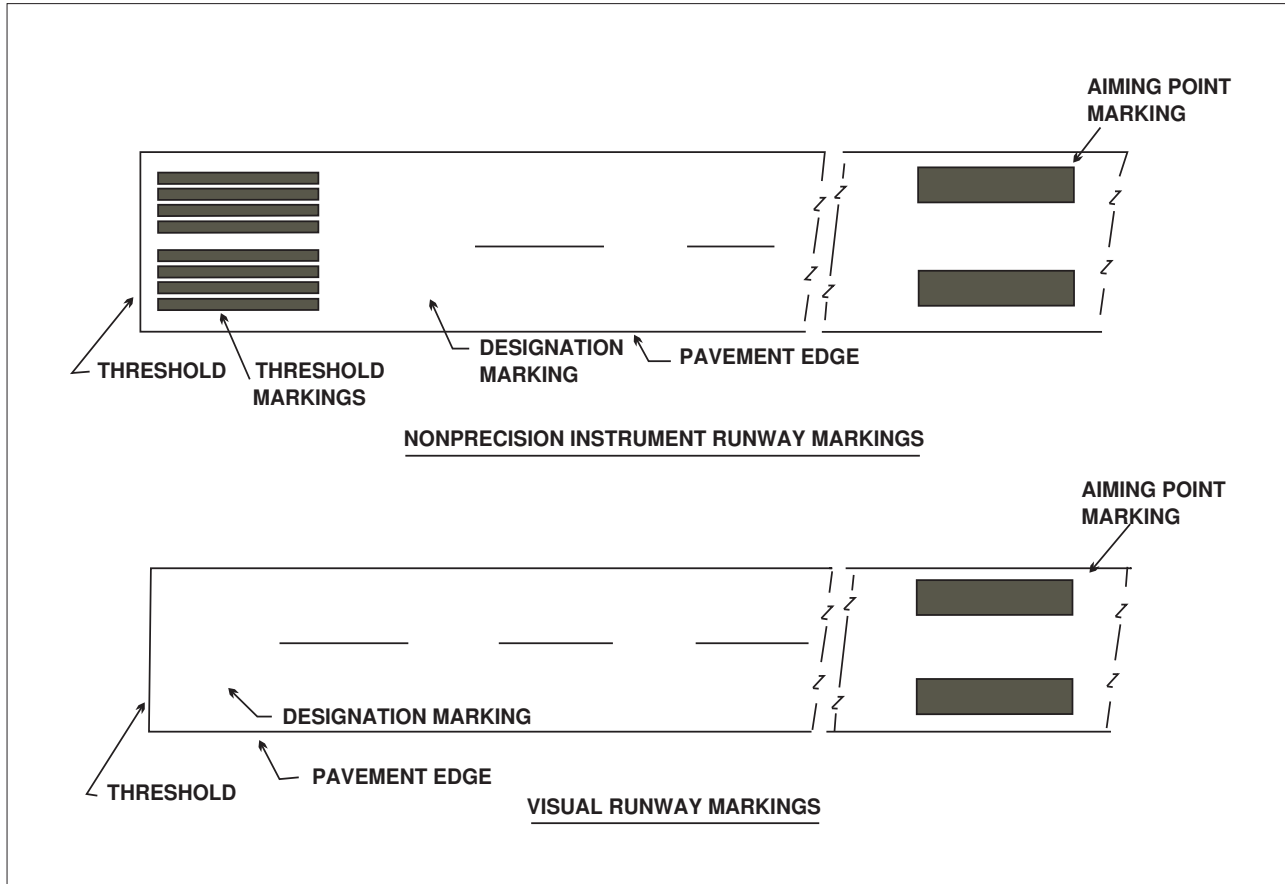 AIMING POINT
MARKING
DESIGNATION
MARKING
PAVEMENT EDGE
THRESHOLD
THRESHOLD
MARKINGS
NONPRECISION INSTRUMENT RUNWAY MARKINGS
AIMING POINT
MARKING
DESIGNATION MARKING
PAVEMENT EDGE
THRESHOLD
VISUAL RUNWAY MARKINGS